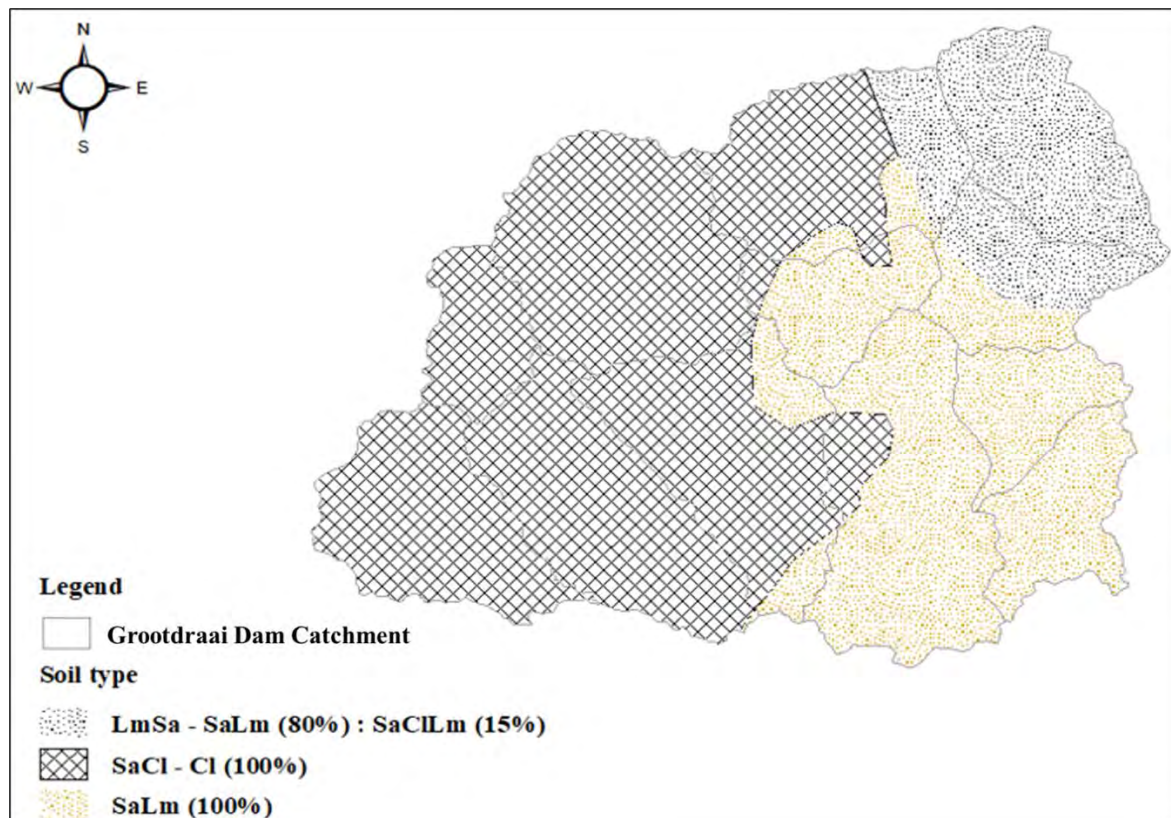 N
W E
S
Legend
Grootdraai Dam Catchment
Soil type
LmSa - SaLm (80%) : SaClLm (15%)
SaCl - Cl (100%)
SaLm (100%)